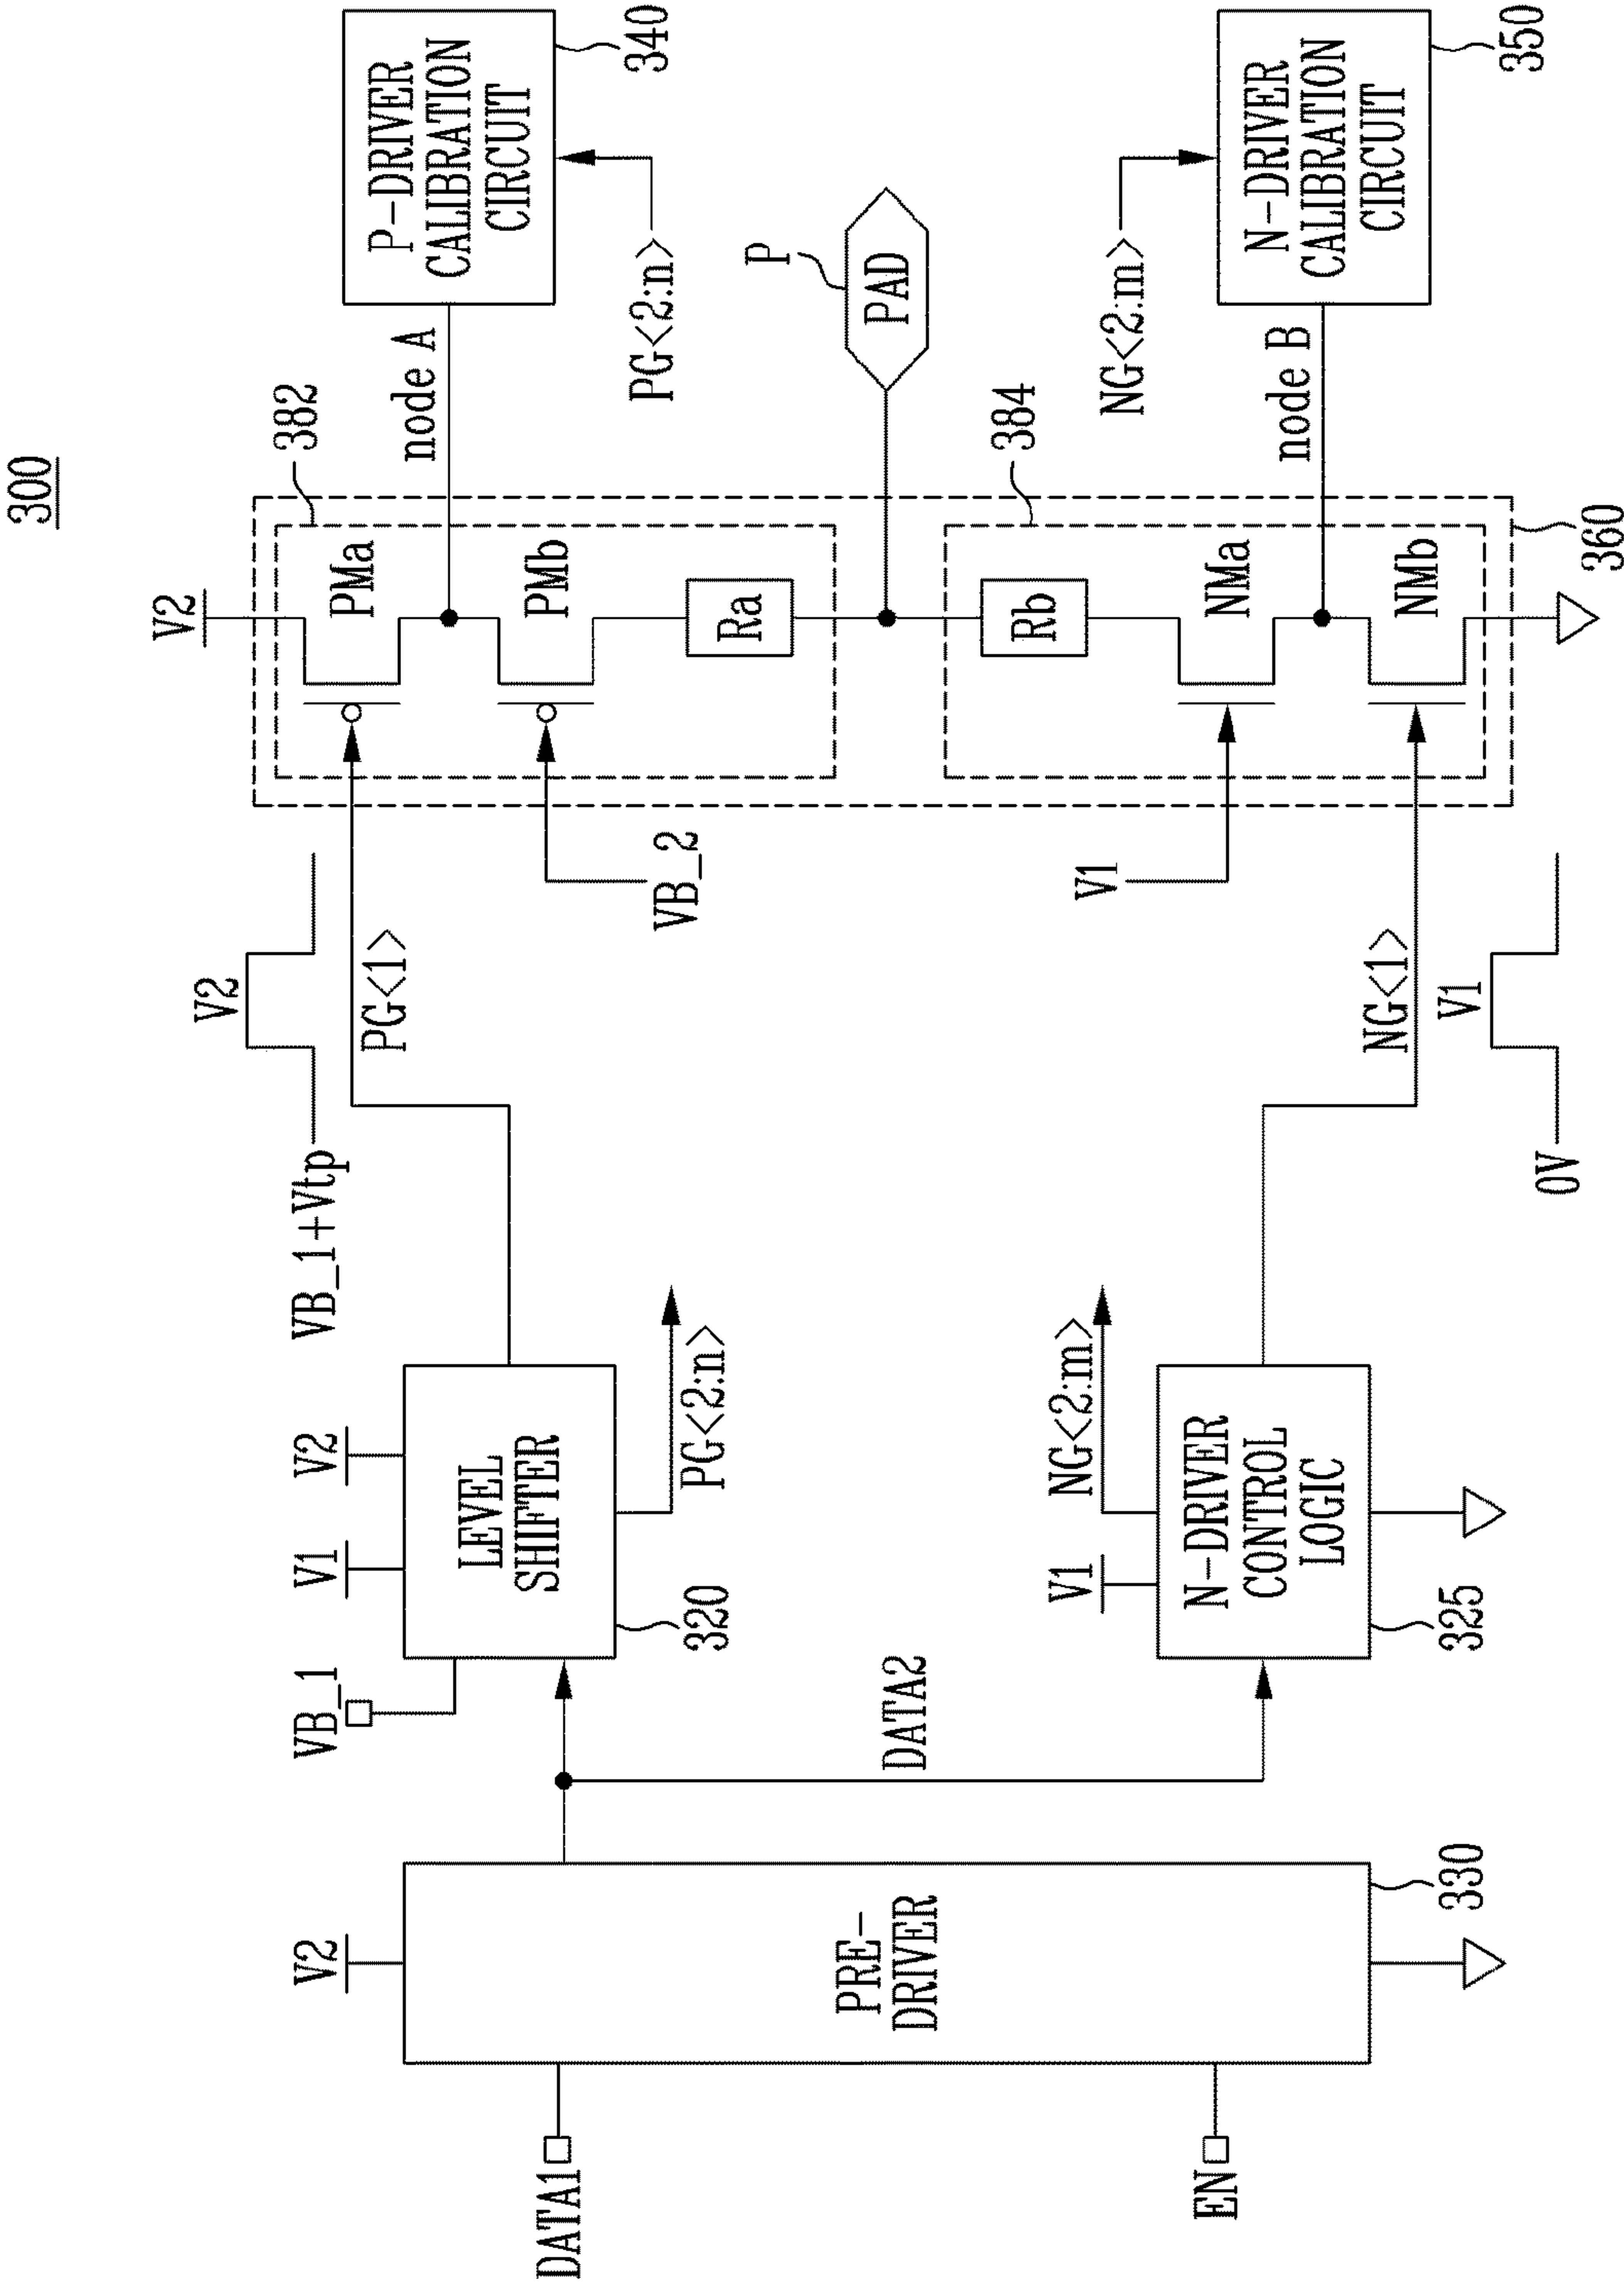 300
DATA1
EN
V2
PRE-
DRIVER
330
DATA2
VB_1
V1
V2
LEVEL
SHIFTER
320
PG<2:n>
V1
N-DRIVER
CONTROL
LOGIC
325
NG<2:m>
VB_1+Vtp
V2
PG<1>
VB_2
V1
NG<1>
0V
V1
V2
PMa
PMb
Ra
382
Rb
NMa
NMb
384
360
node A
P-DRIVER
CALIBRATION
CIRCUIT
340
PG<2:n>
P
PAD
NG<2:m>
node B
N-DRIVER
CALIBRATION
CIRCUIT
350